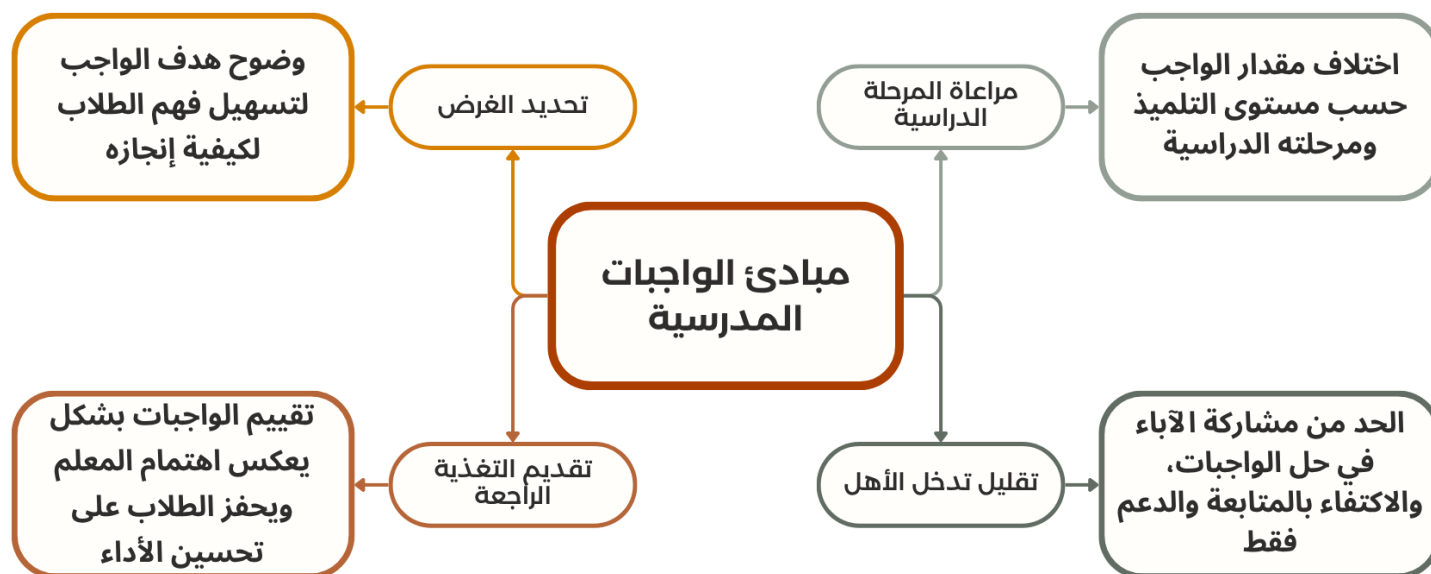 مبادئ الواجبات
المدرسية
مراعاة المرحلة
الدراسية
اختلاف مقدار الواجب
حسب مستوى التلميذ
ومرحلته الدراسية
تحديد الغرض
وضوح هدف الواجب
لتسهيل فهم الطلاب
لكيفية إنجازه
تقليل تدخل الأهل
الحد من مشاركة الآباء
في حل الواجبات،
والاكتفاء بالمتابعة والدعم
فقط
تقديم التغذية
الراجعة
تقييم الواجبات بشكل
يعكس اهتمام المعلم
ويحفز الطلاب على
تحسين الأداء